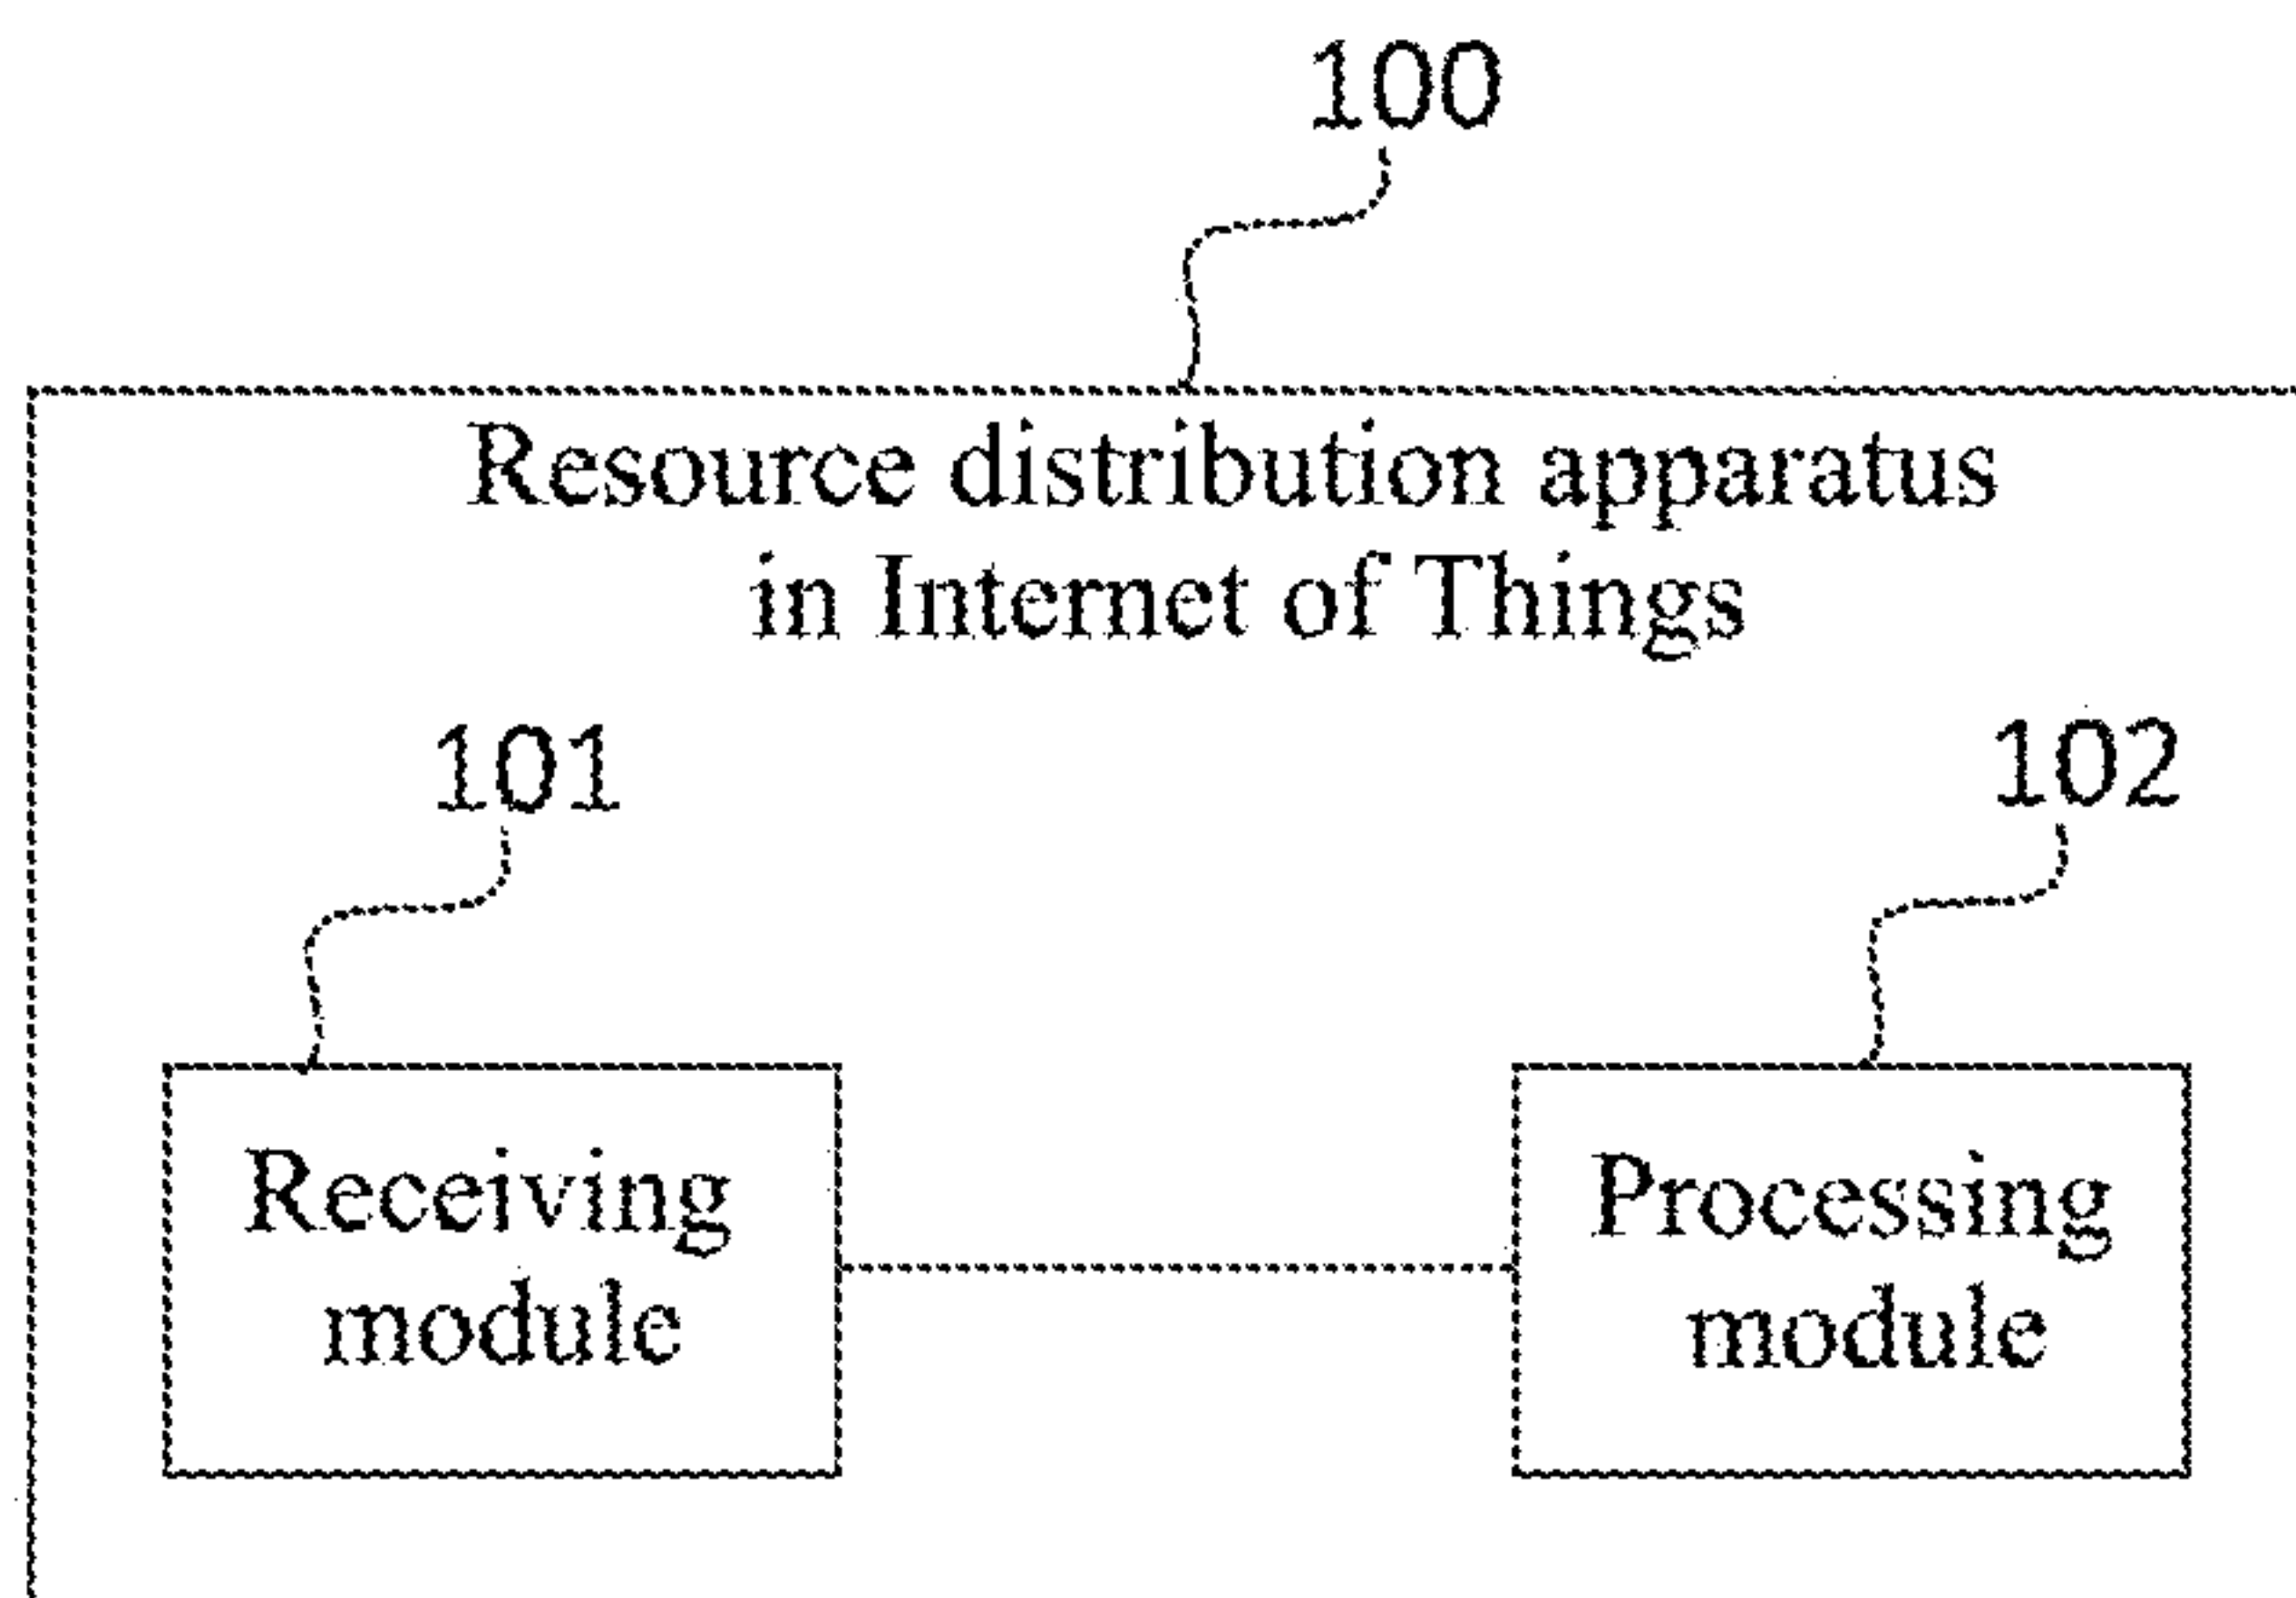 100
Resource distribution apparatus
in Internet of Things
101
102
Receiving
module
Processing
module